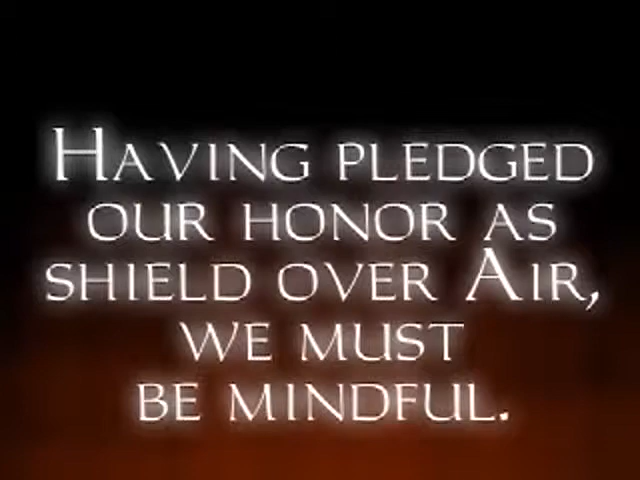 Having pledged
our honor as
shield over Air,
we must
be mindful.